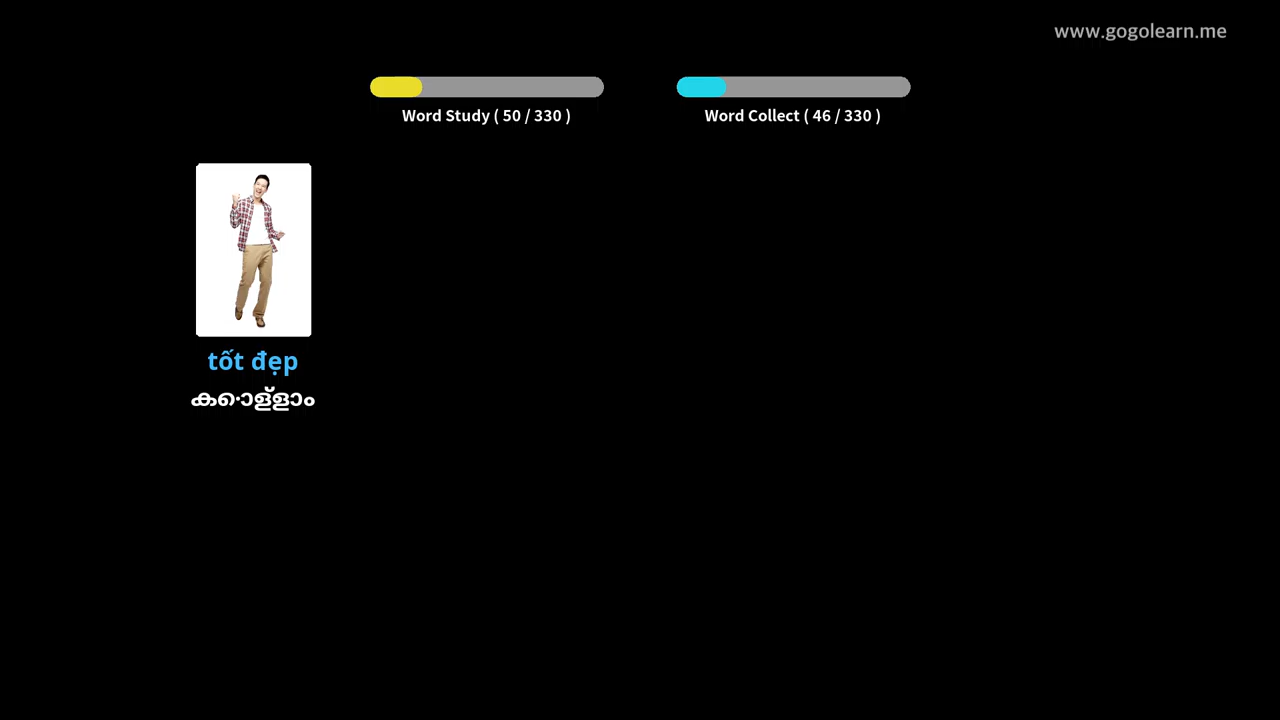 www.gogolearn.me
Word Study ( 50 / 330 )
Word Collect ( 46 / 330 )
tốt đẹp
കൊള്ളാം